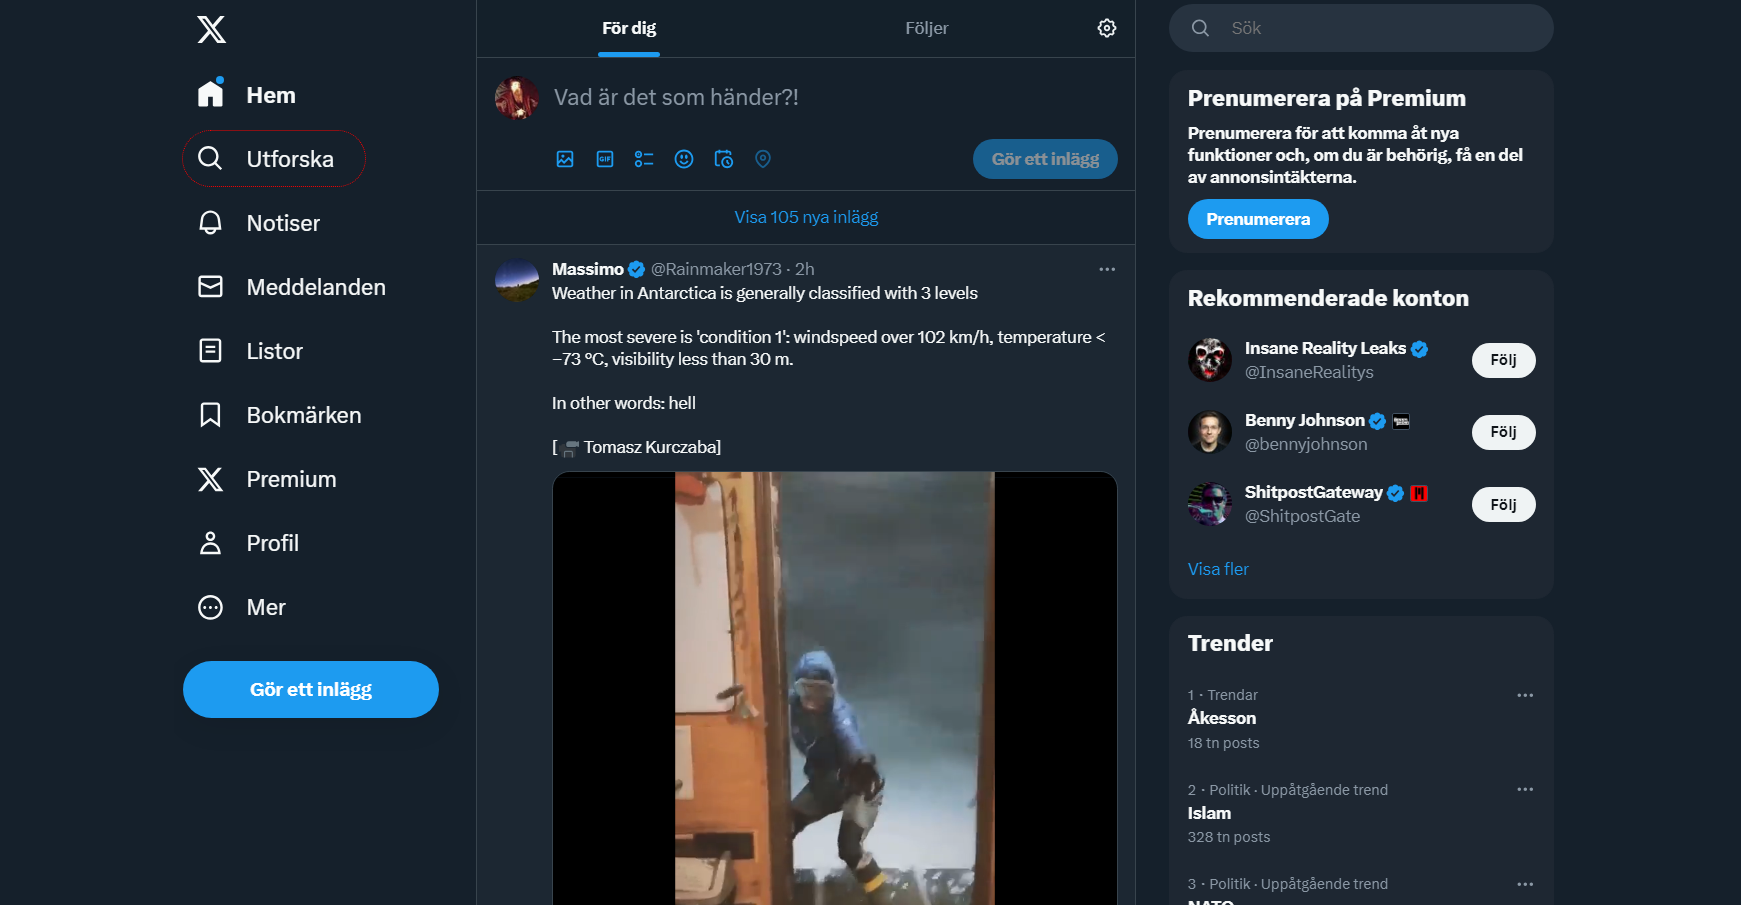 Hem
Utforska
Notiser
Meddelanden
Listor
Bokmärken
Premium
Profil
Mer
Gör ett inlägg
För dig
Följer
Vad är det som händer?!
GIF
Gör ett inlägg
Visa 105 nya inlägg
Massimo @Rainmaker1973 · 2h
Weather in Antarctica is generally classified with 3 levels
The most severe is 'condition 1': windspeed over 102 km/h, temperature <
−73 °C, visibility less than 30 m.
In other words: hell
[🎥 Tomasz Kurczaba]
Sök
Prenumerera på Premium
Prenumerera för att komma åt nya
funktioner och, om du är behörig, få en del
av annonsintäkterna.
Prenumerera
Rekommenderade konton
Insane Reality Leaks
@InsaneRealitys
Följ
Benny Johnson
@bennyjohnson
Följ
ShitpostGateway
@ShitpostGate
Följ
Visa fler
Trender
1 · Trendar
Åkesson
18 tn posts
2 · Politik · Uppåtgående trend
Islam
328 tn posts
3 · Politik · Uppåtgående trend
NATO